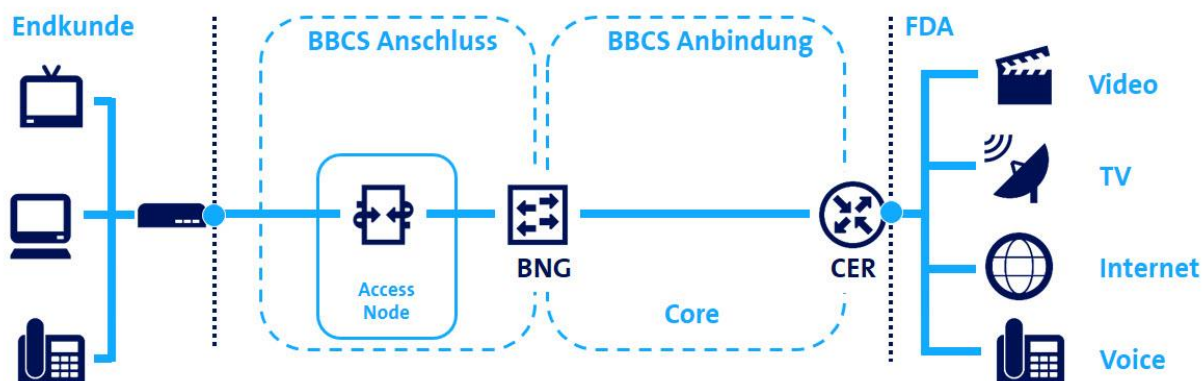 Endkunde
BBCS Anschluss
BBCS Anbindung
FDA
Video
TV
BNG
CER
Internet
Access
Node
Core
Voice